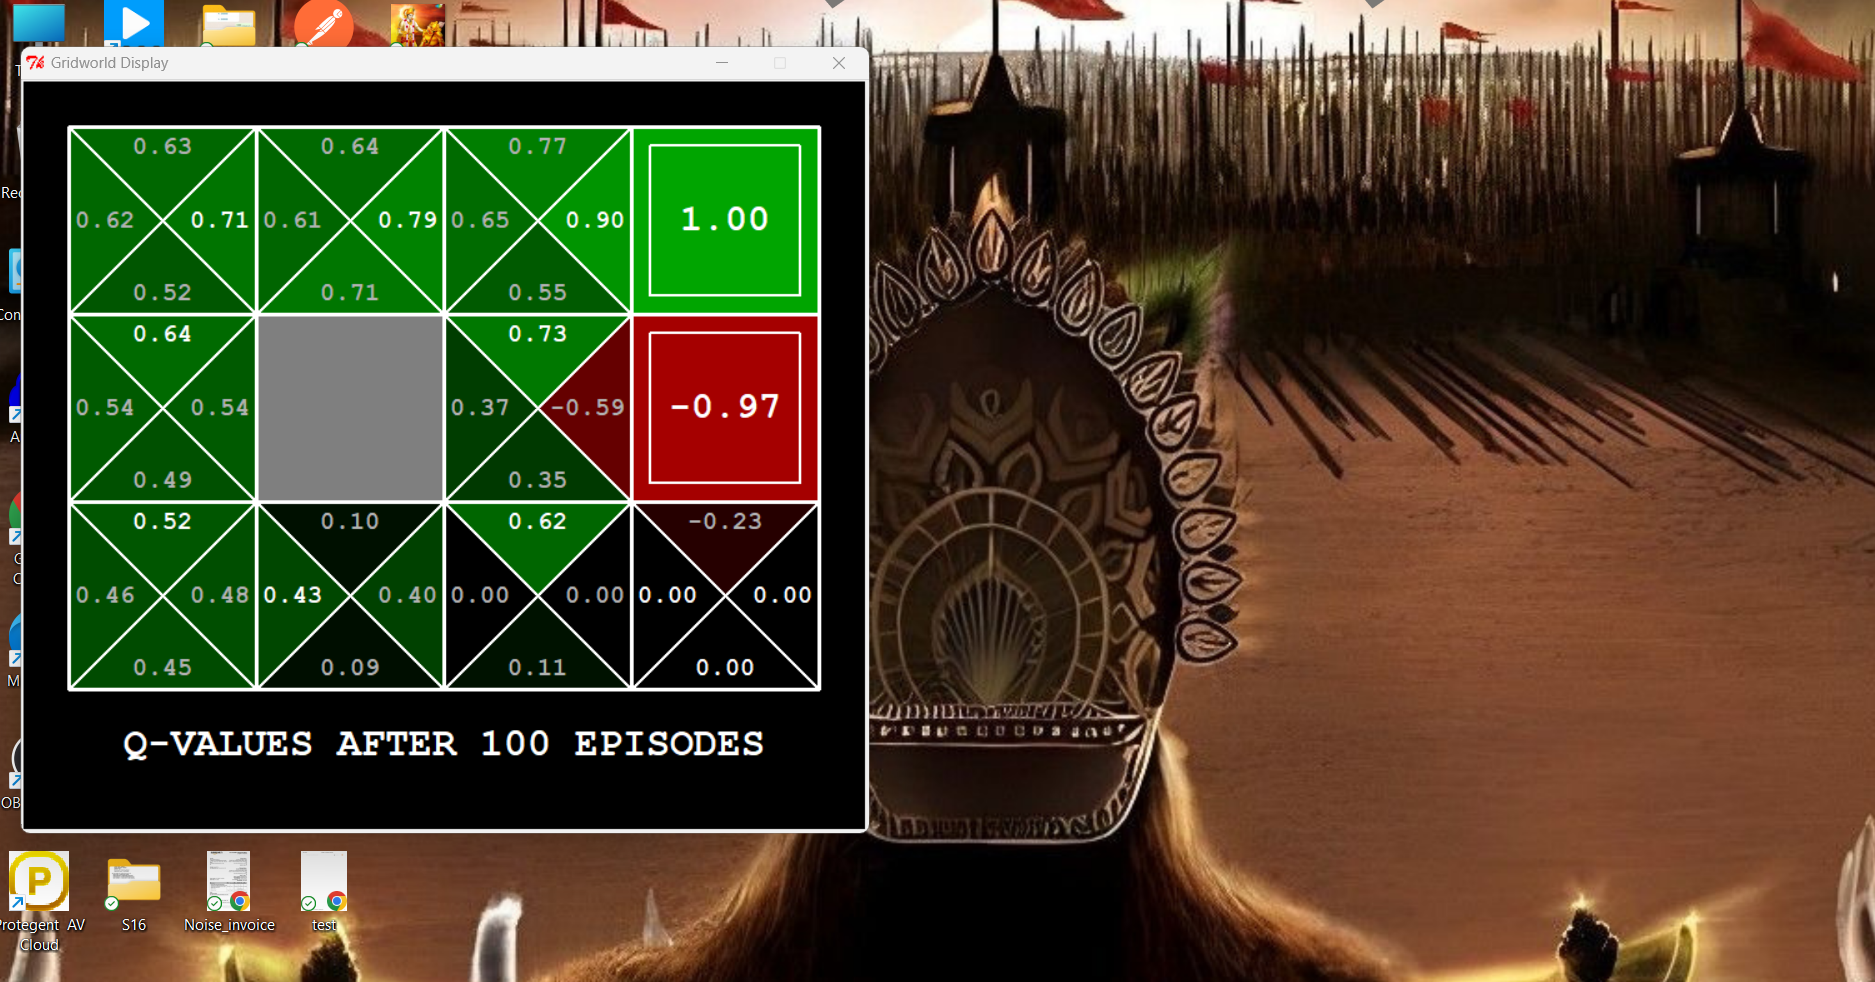 Gridworld Display
0.63 0.64 0.77
0.62 0.71 0.61 0.79 0.65 0.90 1.00
0.52 0.71 0.55
0.64 0.73
0.54 0.54 0.37 -0.59 -0.97
0.49 0.35
0.52 0.10 0.62 -0.23
0.46 0.48 0.43 0.40 0.00 0.00 0.00 0.00
0.45 0.09 0.11 0.00
Q-VALUES AFTER 100 EPISODES
P
S16
Noise_invoice
test
AV
Cloud